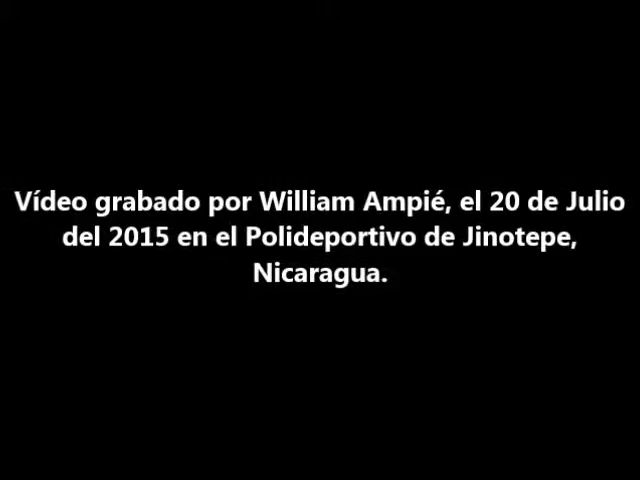 Vídeo grabado por William Ampié, el 20 de Julio
del 2015 en el Polideportivo de Jinotepe,
Nicaragua.